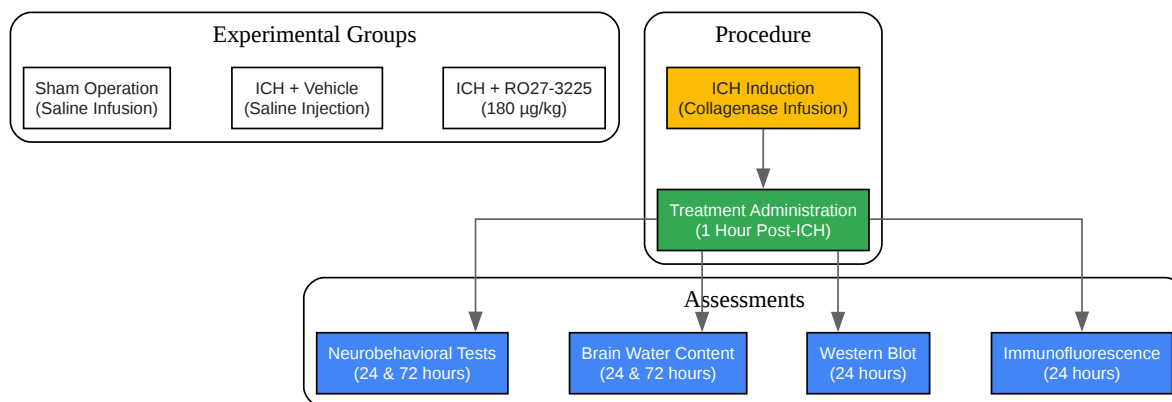 Experimental Groups
Sham Operation
(Saline Infusion)
ICH + Vehicle
(Saline Injection)
ICH + RO27-3225
(180 µg/kg)
Procedure
ICH Induction
(Collagenase Infusion)
Treatment Administration
(1 Hour Post-ICH)
Assessments
Neurobehavioral Tests
(24 & 72 hours)
Brain Water Content
(24 & 72 hours)
Western Blot
(24 hours)
Immunofluorescence
(24 hours)